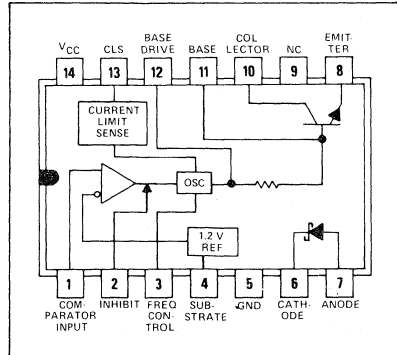 VCC CLS BASE DRIVE BASE COL LECTOR NC EMIT- TER
14 13 12 11 10 9 8
CURRENT
LIMIT
SENSE
OSC
1.2 V
REF
1 2 3 4 5 6 7
COM- PARATOR INPUT INHIBIT FREQ CON- TROL SUB- STRATE GND CATH- ODE ANODE